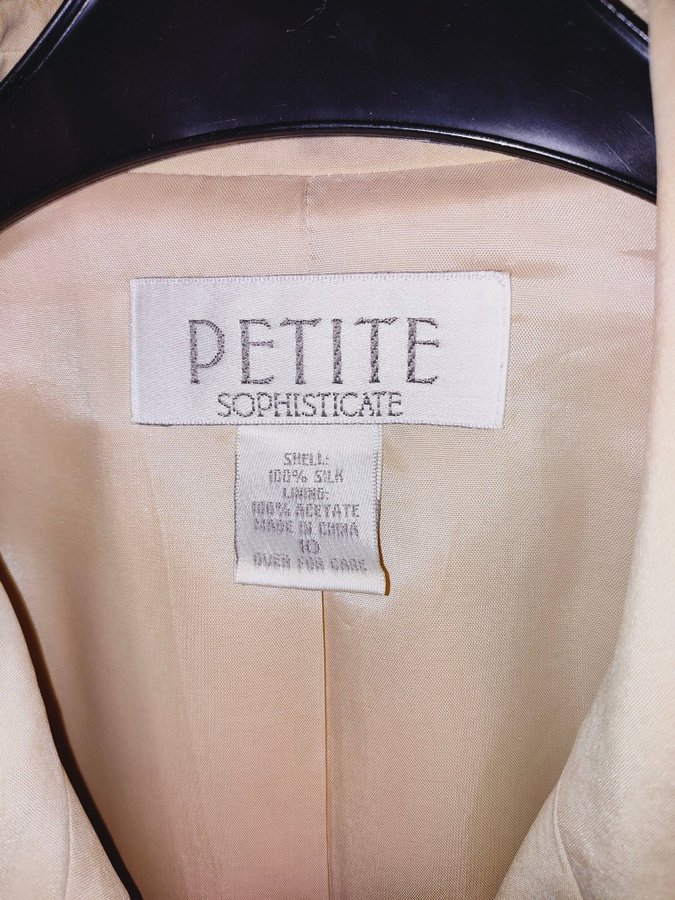 PETITE
SOPHISTICATE
SHELL:
100% SILK
LINING:
100% ACETATE
MADE IN CHINA
10
OVER FOR CARE